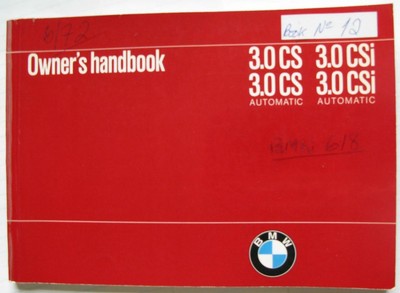 6/72
Book Nº 12
Owner's handbook
3.0 CS 3.0 CSi
3.0 CS 3.0 CSi
AUTOMATIC AUTOMATIC
BMW